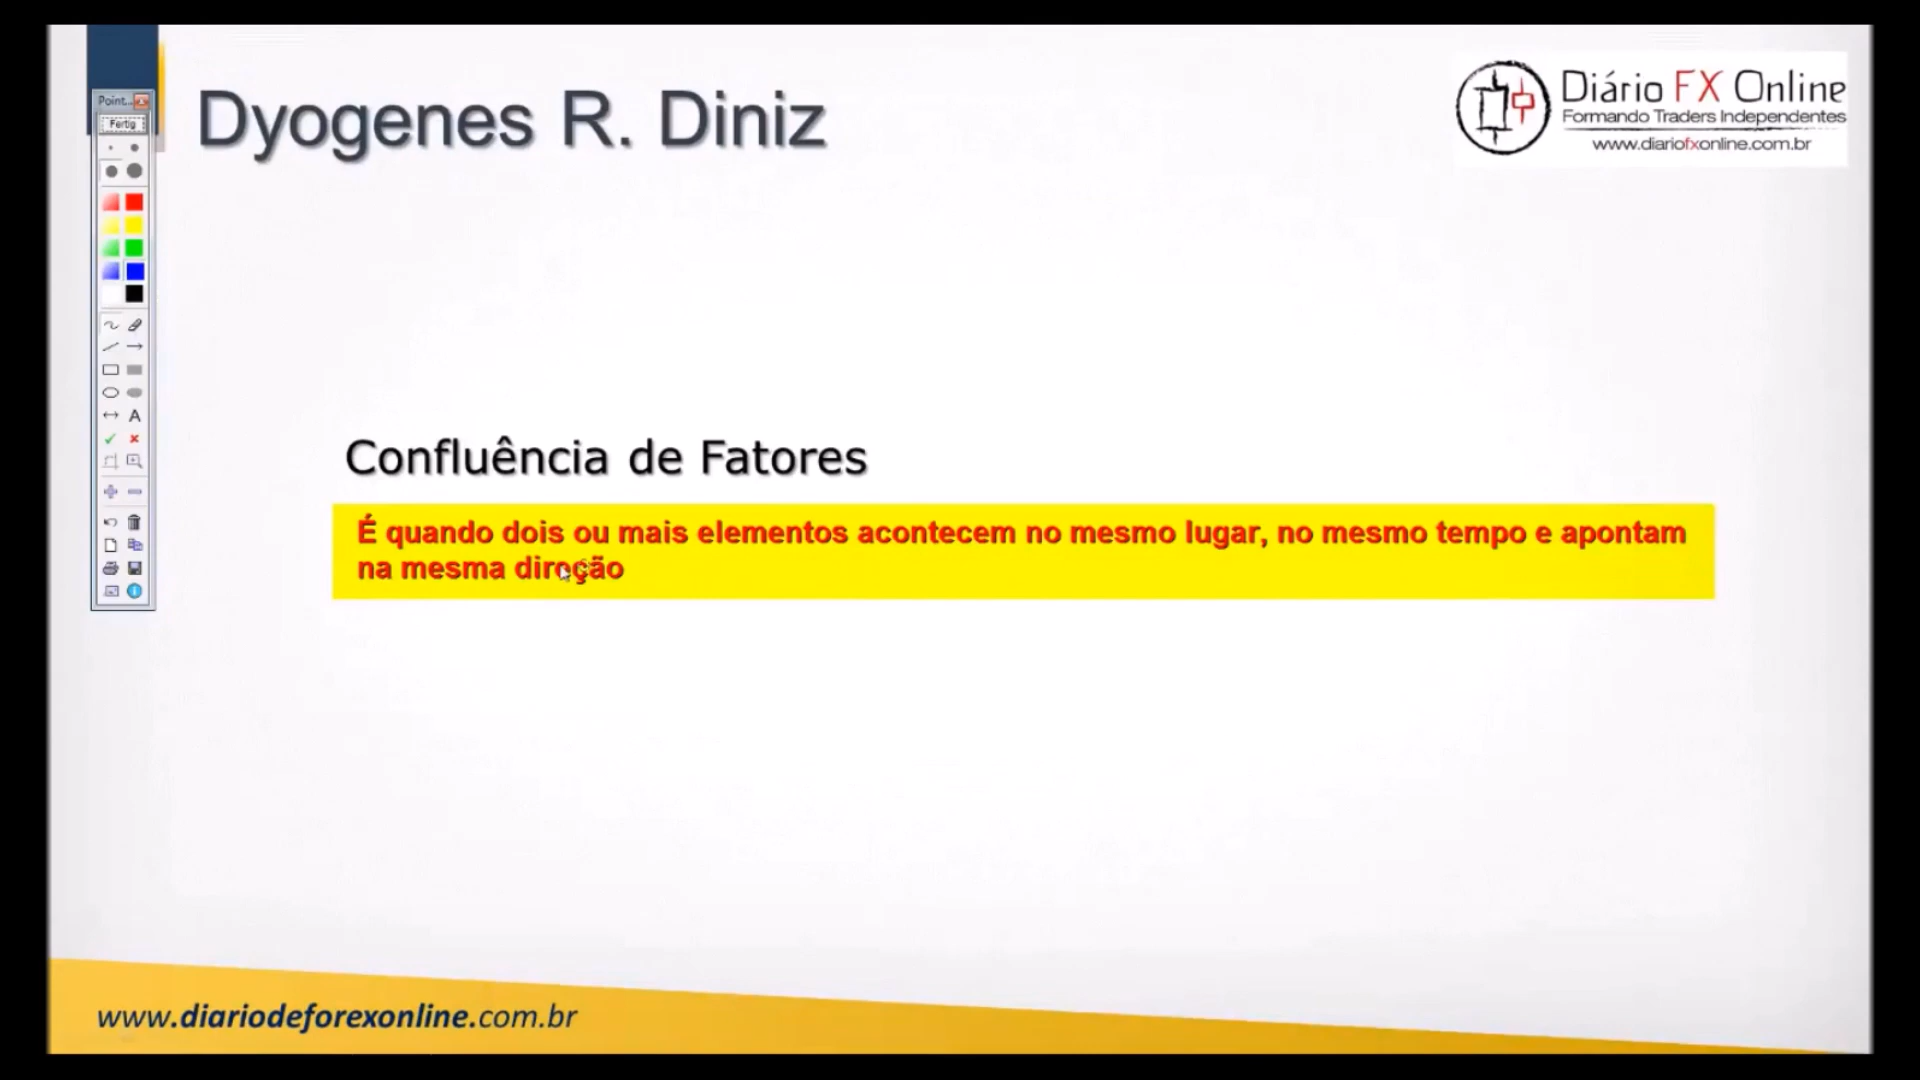 Dyogenes R. Diniz
Diário FX Online
Formando Traders Independentes
www.diariofxonline.com.br
Point...
Fertig
A
Confluência de Fatores
É quando dois ou mais elementos acontecem no mesmo lugar, no mesmo tempo e apontam
na mesma direção
www.diariodeforexonline.com.br